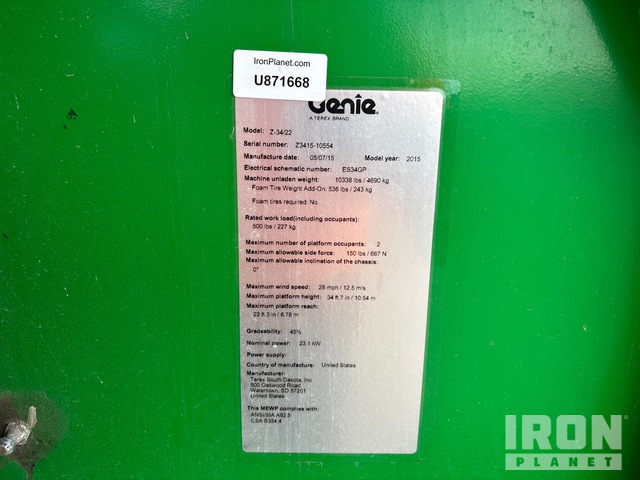 IronPlanet.com
U871668
Genie
A TEREX BRAND
Model: Z-34/22
Serial number: Z3415-10554
Manufacture date: 05/07/15 Model year: 2015
Electrical schematic number: ES34GP
Machine unladen weight: 10338 lbs / 4690 kg
Foam Tire Weight Add-On: 536 lbs / 243 kg
Foam tires required: No
Rated work load(including occupants):
500 lbs / 227 kg
Maximum number of platform occupants: 2
Maximum allowable side force: 150 lbs / 667 N
Maximum allowable inclination of the chassis:
0°
Maximum wind speed: 28 mph / 12.5 m/s
Maximum platform height: 34 ft 7 in / 10.54 m
Maximum platform reach:
22 ft 3 in / 6.78 m
Gradeability: 45%
Nominal power: 23.1 kW
Power supply:
Country of manufacture: United States
Manufacturer:
Terex South Dakota, Inc
500 Oakwood Road
Watertown, SD 57201
United States
This MEWP complies with:
ANSI/SIA A92.5
CSA B354.4
IRON
PLANET